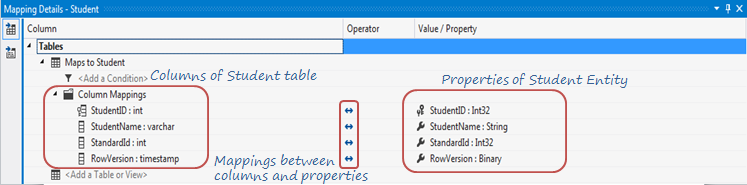 Mapping Details - Student
Column Operator Value / Property
Tables
Maps to Student
<Add a Condition> Columns of Student table
Properties of Student Entity
Column Mappings
StudentID : int StudentID : Int32
StudentName : varchar StudentName : String
StandardId : int StandardId : Int32
RowVersion : timestamp RowVersion : Binary
Mappings between
columns and properties
<Add a Table or View>